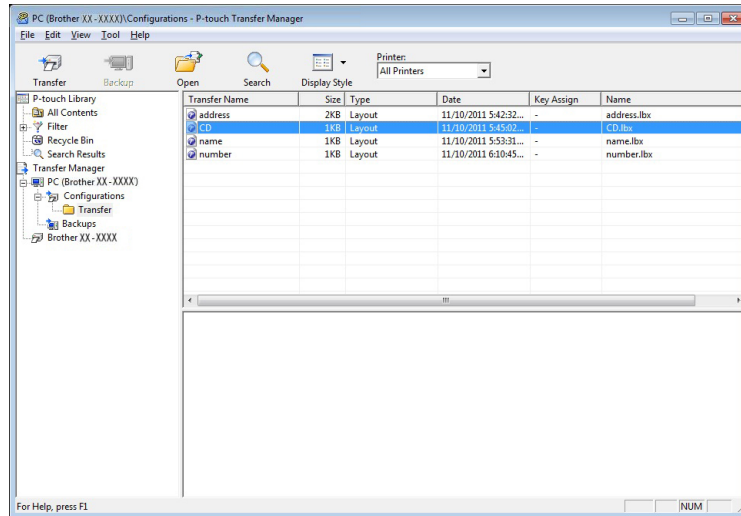 PC (Brother XX-XXXX)\Configurations - P-touch Transfer Manager
File Edit View Tool Help
Transfer Backup Open Search Display Style
Printer:
All Printers
P-touch Library
All Contents
Filter
Recycle Bin
Search Results
Transfer Manager
PC (Brother XX-XXXX)
Configurations
Transfer
Backups
Brother XX-XXXX
Transfer Name Size Type Date Key Assign Name
address 2KB Layout 11/10/2011 5:42:32... - address.lbx
CD 1KB Layout 11/10/2011 5:45:02... - CD.lbx
name 1KB Layout 11/10/2011 5:53:31... - name.lbx
number 1KB Layout 11/10/2011 6:10:45... - number.lbx
For Help, press F1
NUM